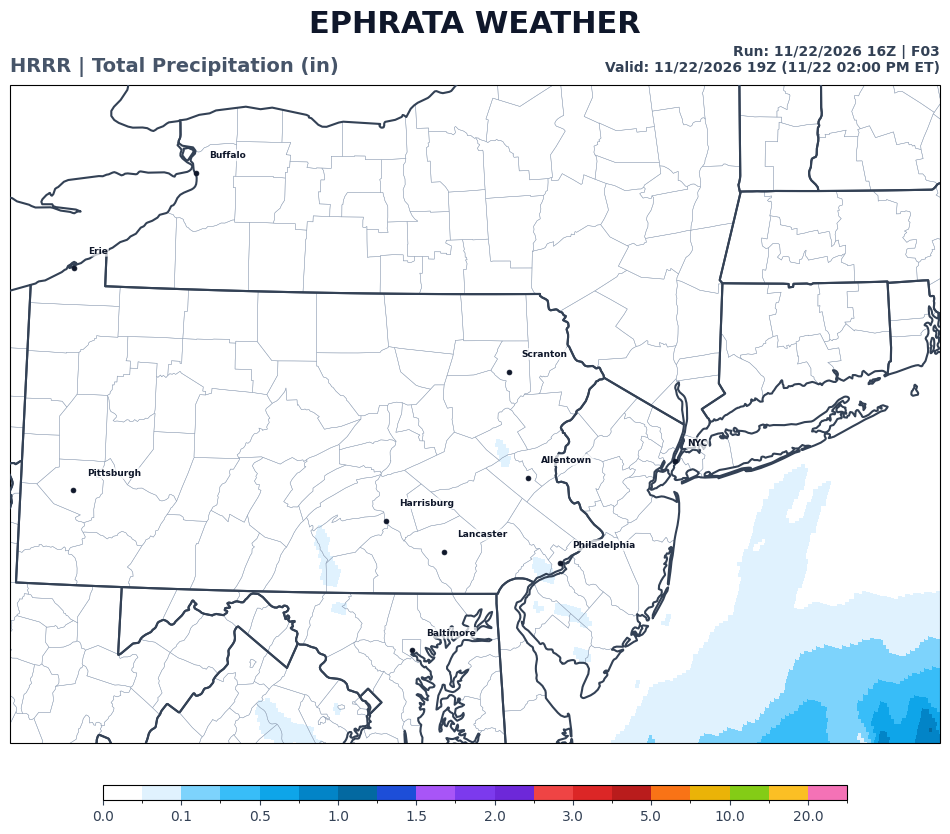 EPHRATA WEATHER
HRRR | Total Precipitation (in)
Run: 11/22/2026 16Z | F03
Valid: 11/22/2026 19Z (11/22 02:00 PM ET)
Buffalo
Erie
Scranton
NYC
Allentown
Pittsburgh
Harrisburg
Lancaster
Philadelphia
Baltimore
0.0 0.1 0.5 1.0 1.5 2.0 3.0 5.0 10.0 20.0